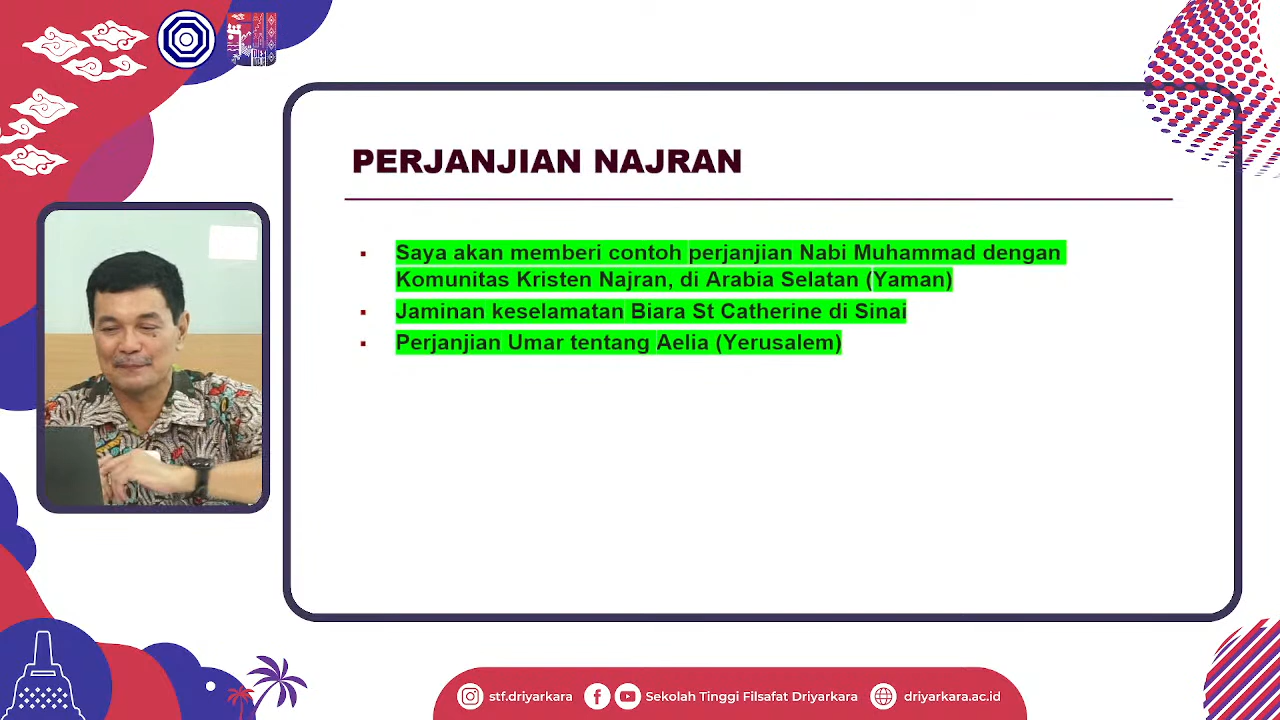 PERJANJIAN NAJRAN
▪ Saya akan memberi contoh perjanjian Nabi Muhammad dengan
Komunitas Kristen Najran, di Arabia Selatan (Yaman)
▪ Jaminan keselamatan Biara St Catherine di Sinai
▪ Perjanjian Umar tentang Aelia (Yerusalem)
stf.driyarkara Sekolah Tinggi Filsafat Driyarkara driyarkara.ac.id